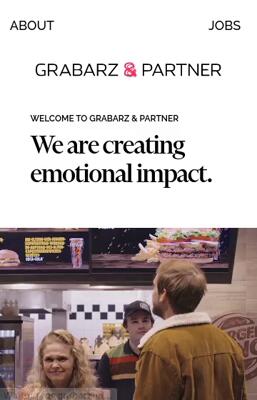 ABOUT JOBS
GRABARZ & PARTNER
WELCOME TO GRABARZ & PARTNER
We are creating
emotional impact.